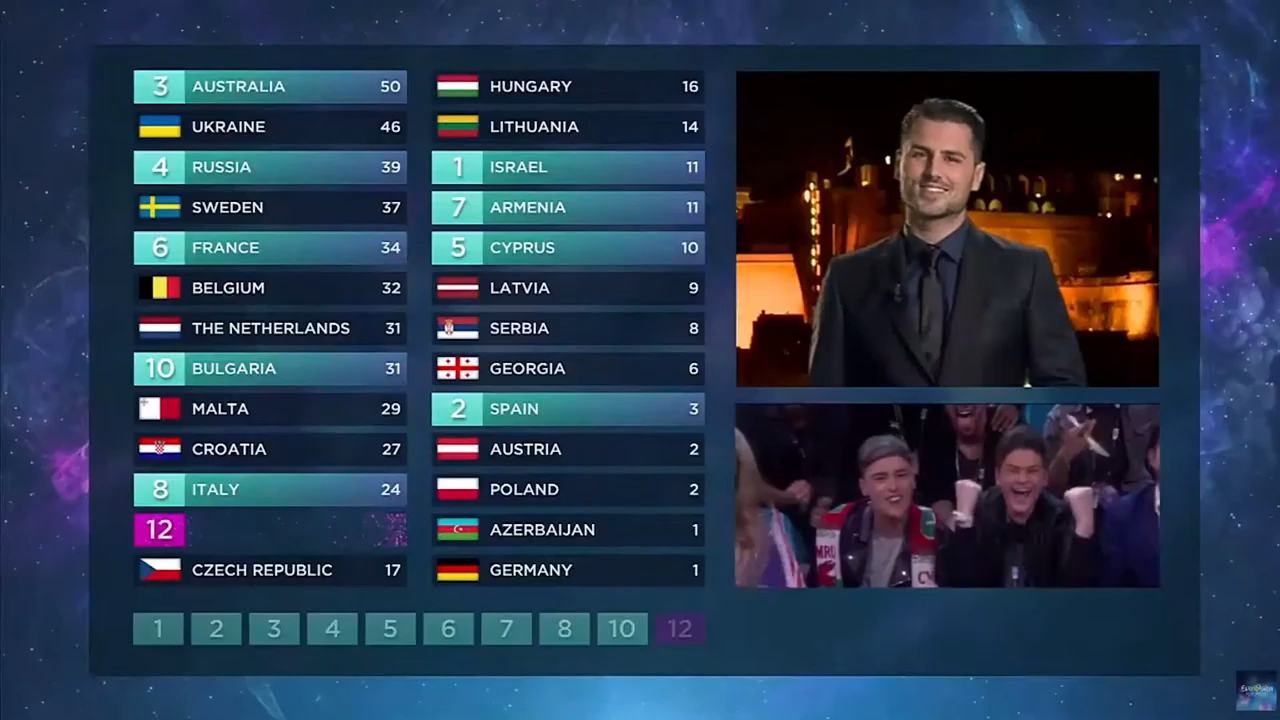 3 AUSTRALIA 50
UKRAINE 46
4 RUSSIA 39
SWEDEN 37
6 FRANCE 34
BELGIUM 32
THE NETHERLANDS 31
10 BULGARIA 31
MALTA 29
CROATIA 27
8 ITALY 24
12
CZECH REPUBLIC 17
HUNGARY 16
LITHUANIA 14
1 ISRAEL 11
7 ARMENIA 11
5 CYPRUS 10
LATVIA 9
SERBIA 8
GEORGIA 6
2 SPAIN 3
AUSTRIA 2
POLAND 2
AZERBAIJAN 1
GERMANY 1
1 2 3 4 5 6 7 8 10 12